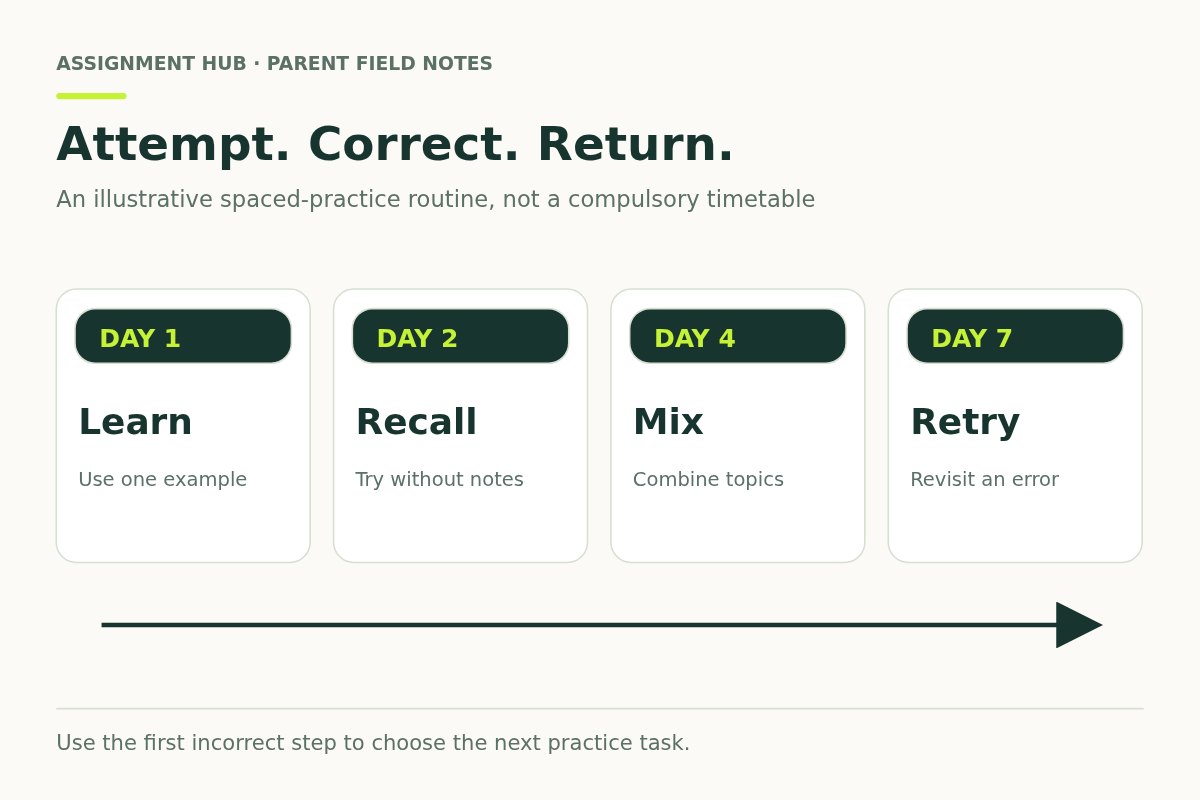 ASSIGNMENT HUB · PARENT FIELD NOTES
Attempt. Correct. Return.
An illustrative spaced-practice routine, not a compulsory timetable
DAY 1
Learn
Use one example
DAY 2
Recall
Try without notes
DAY 4
Mix
Combine topics
DAY 7
Retry
Revisit an error
Use the first incorrect step to choose the next practice task.